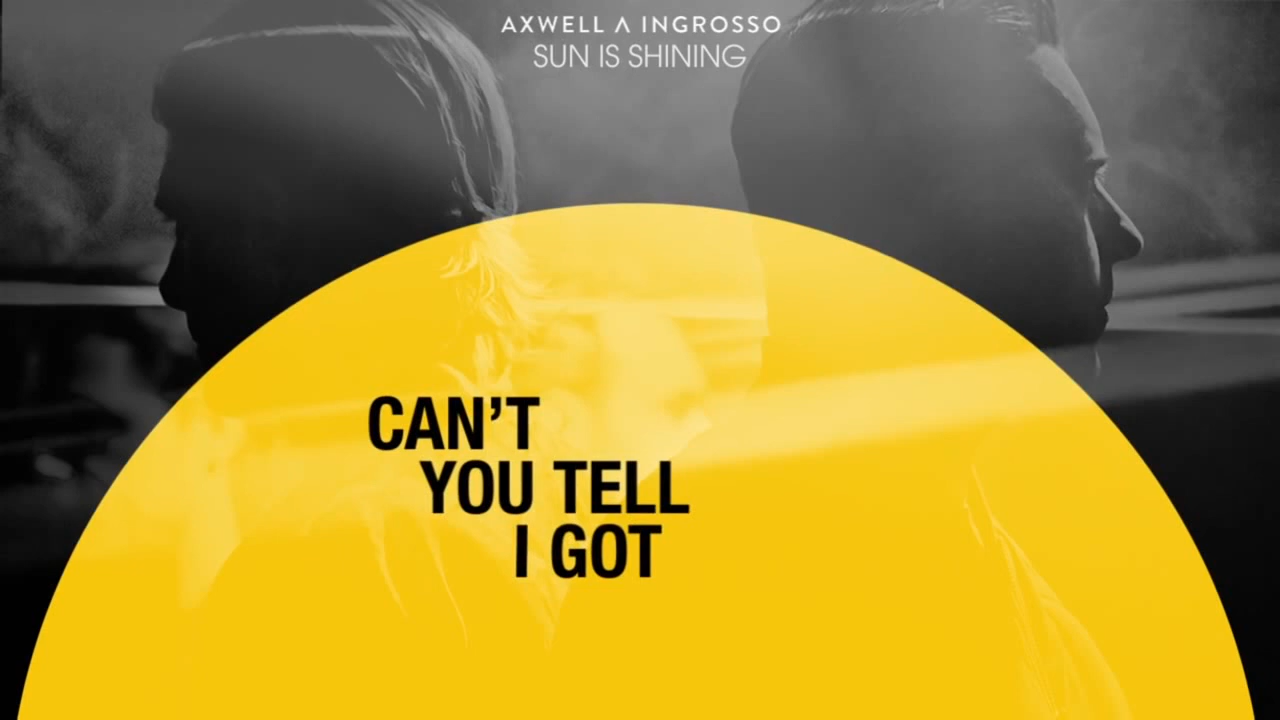 AXWELL Λ INGROSSO
SUN IS SHINING
CAN’T
YOU TELL
I GOT